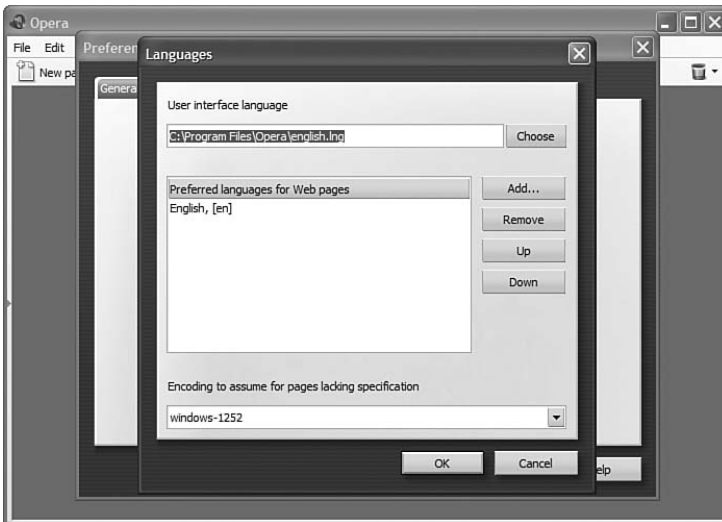 Opera
File Edit
Preferen
New pa
Genera
Languages
User interface language
C:\Program Files\Opera\english.lng
Choose
Preferred languages for Web pages
English, [en]
Add...
Remove
Up
Down
Encoding to assume for pages lacking specification
windows-1252
OK Cancel
elp